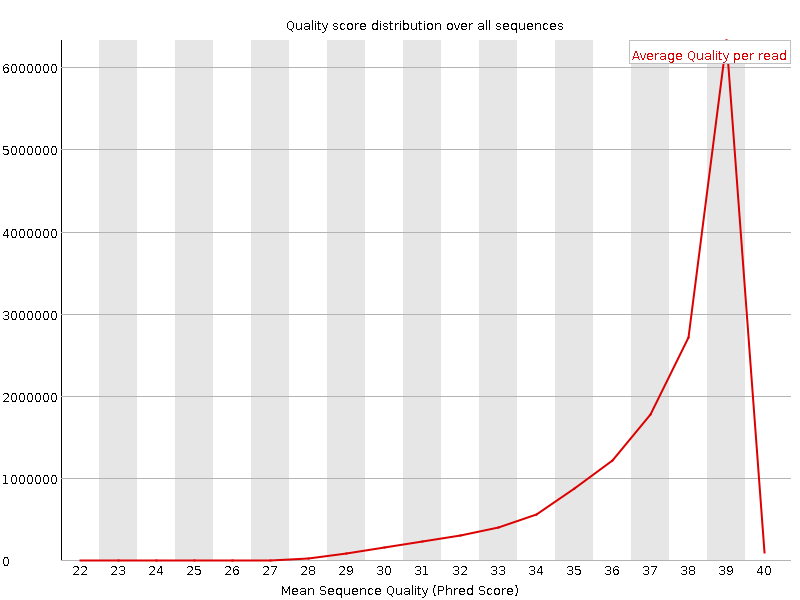 Quality score distribution over all sequences
Average Quality per read
6000000
5000000
4000000
3000000
2000000
1000000
0
22 23 24 25 26 27 28 29 30 31 32 33 34 35 36 37 38 39 40
Mean Sequence Quality (Phred Score)